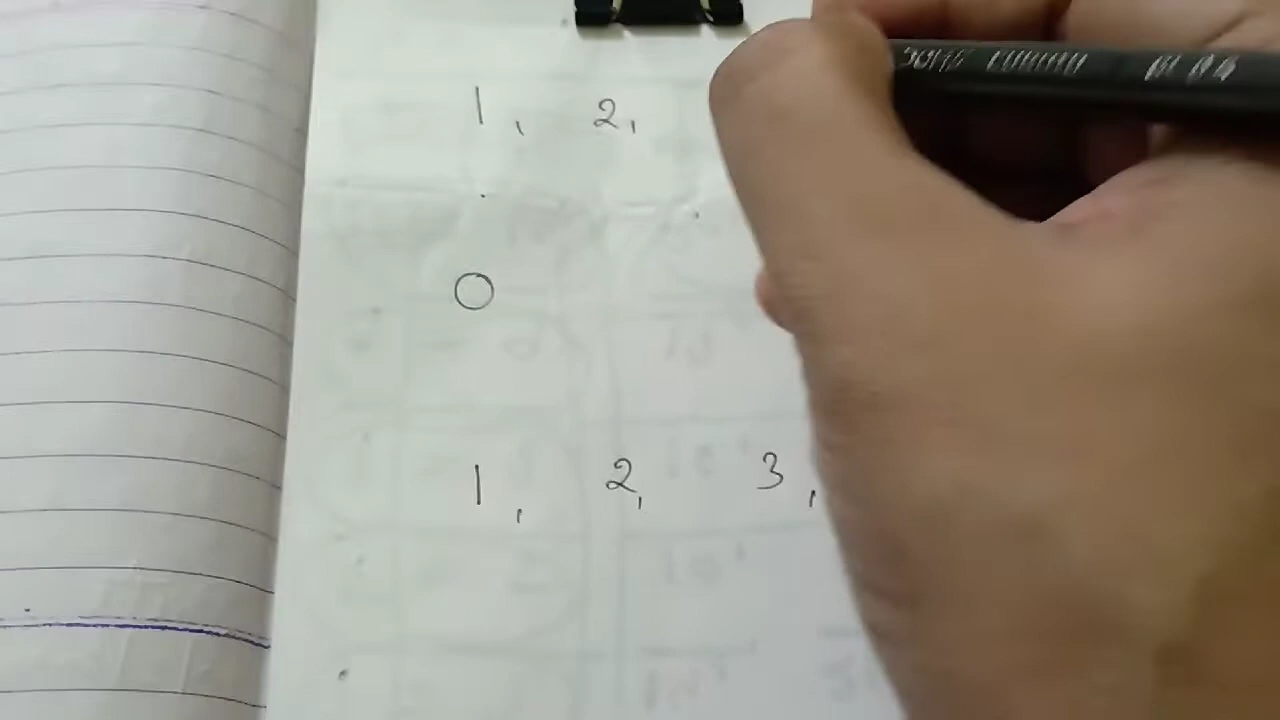 1, 2,
0
1, 2, 3,